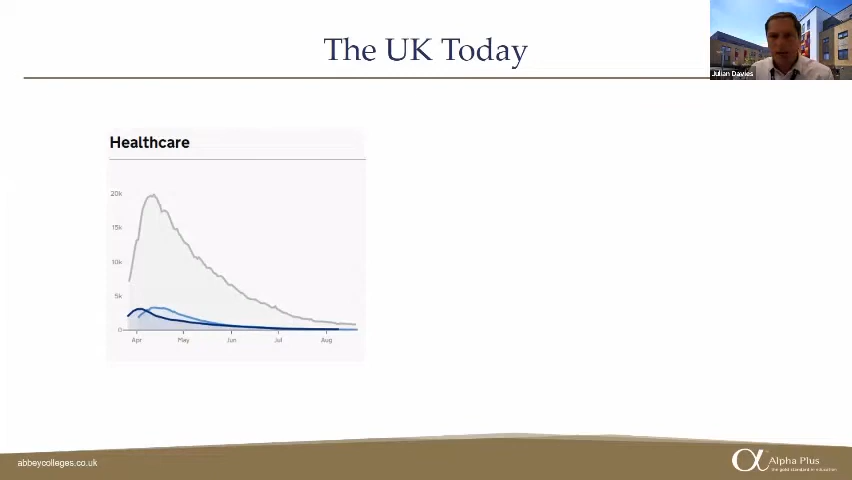 The UK Today
Julian Davies
Healthcare
20k
15k
10k
5k
0
Apr
May
Jun
Jul
Aug
abbeycolleges.co.uk
α
Alpha Plus
the gold standard in education